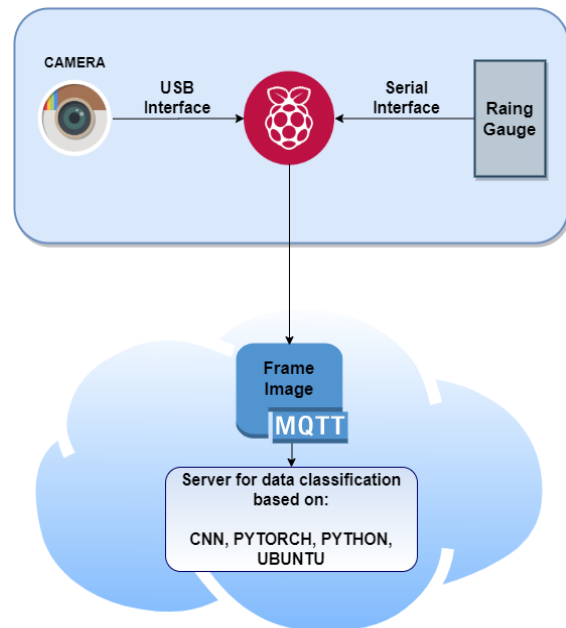 CAMERA
USB
Interface
Serial
Interface
Raing
Gauge
Frame
Image
MQTT
Server for data classification
based on:
CNN, PYTORCH, PYTHON,
UBUNTU